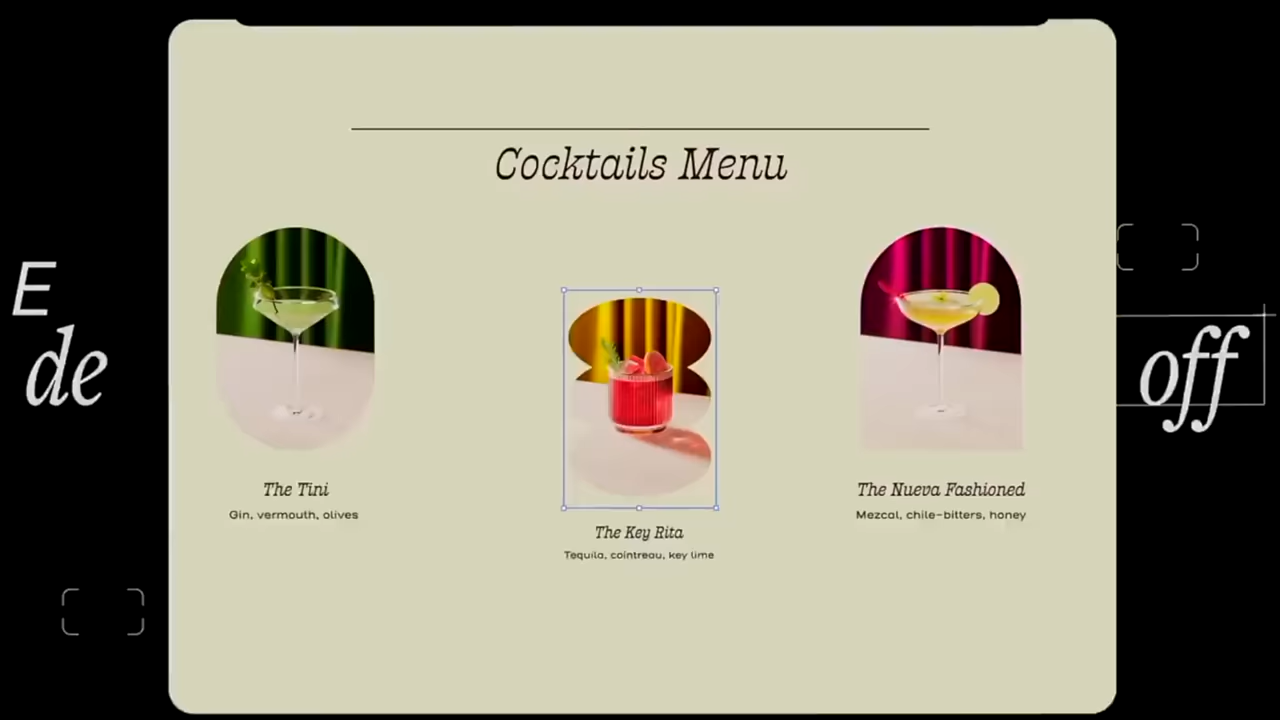 Cocktails Menu
E
de
off
The Tini
Gin, vermouth, olives
The Key Rita
Tequila, cointreau, key lime
The Nueva Fashioned
Mezcal, chile-bitters, honey